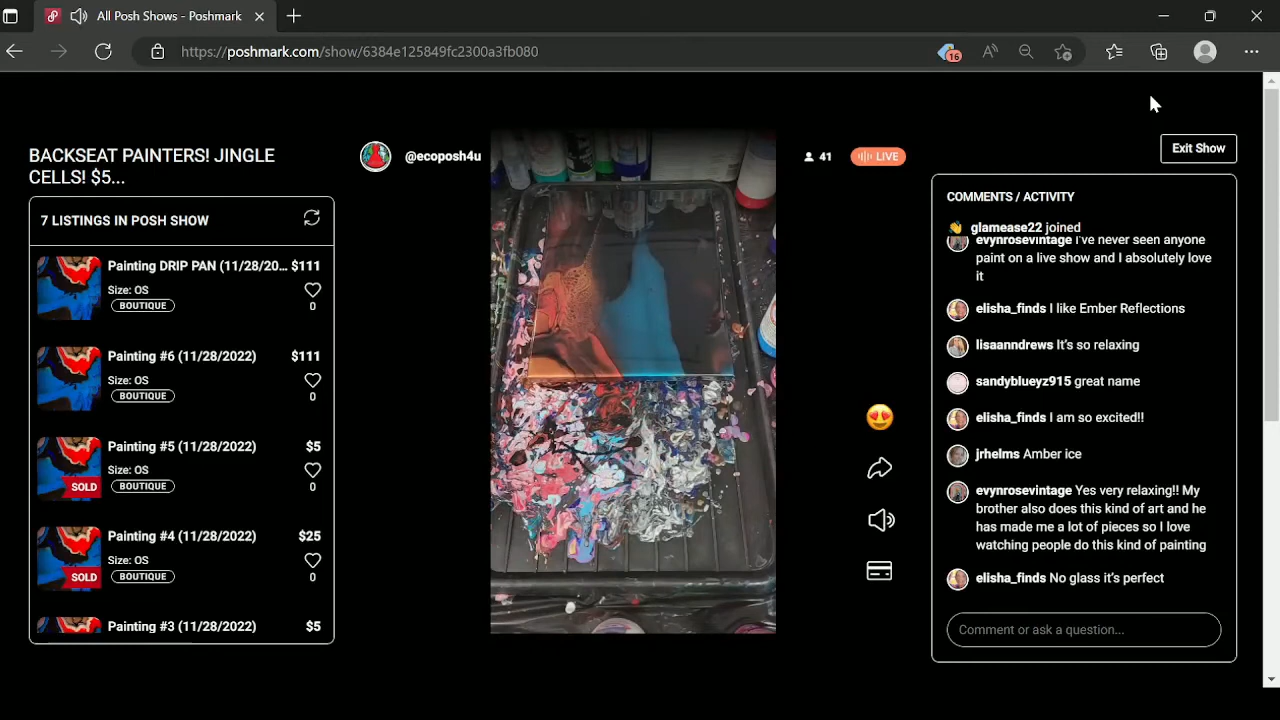 All Posh Shows - Poshmark
https://poshmark.com/show/6384e125849fc2300a3fb080
16
BACKSEAT PAINTERS! JINGLE
CELLS! $5...
@ecoposh4u
41
LIVE
Exit Show
7 LISTINGS IN POSH SHOW
Painting DRIP PAN (11/28/20... $111
Size: OS
BOUTIQUE
0
Painting #6 (11/28/2022) $111
Size: OS
BOUTIQUE
0
Painting #5 (11/28/2022) $5
Size: OS
BOUTIQUE
SOLD
0
Painting #4 (11/28/2022) $25
Size: OS
BOUTIQUE
SOLD
0
Painting #3 (11/28/2022) $5
COMMENTS / ACTIVITY
glamease22 joined
evynrosevintage I've never seen anyone
paint on a live show and I absolutely love
it
elisha_finds I like Ember Reflections
lisaanndrews It's so relaxing
sandyblueyz915 great name
elisha_finds I am so excited!!
jrhelms Amber ice
evynrosevintage Yes very relaxing!! My
brother also does this kind of art and he
has made me a lot of pieces so I love
watching people do this kind of painting
elisha_finds No glass it's perfect
Comment or ask a question...